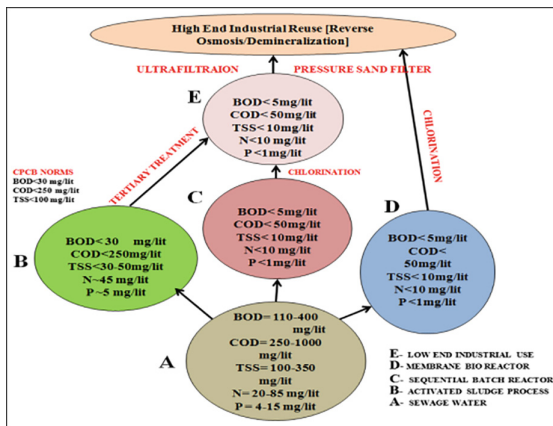 High End Industrial Reuse [Reverse
Osmosis/Demineralization]
ULTRAFILTRAION
PRESSURE SAND FILTER
E
BOD<5mg/lit
COD<50mg/lit
TSS<10mg/lit
N<10 mg/lit
P <1mg/lit
TERTIARY TREATMENT
CHLORINATION
CHLORINATION
CPCB NORMS
BOD<30 mg/lit
COD<250 mg/lit
TSS<100 mg/lit
B
BOD<30 mg/lit
COD<250mg/lit
TSS<30-50mg/lit
N~45 mg/lit
P ~5 mg/lit
C
BOD<5mg/lit
COD<50mg/lit
TSS<10mg/lit
N<10 mg/lit
P <1mg/lit
D
BOD<5mg/lit
COD<
50mg/lit
TSS<10mg/lit
N<10 mg/lit
P <1mg/lit
A
BOD= 110-400
mg/lit
COD= 250-1000
mg/lit
TSS= 100-350
mg/lit
N= 20-85 mg/lit
P = 4-15 mg/lit
E- LOW END INDUSTRIAL USE
D- MEMBRANE BIO REACTOR
C- SEQUENTIAL BATCH REACTOR
B- ACTIVATED SLUDGE PROCESS
A- SEWAGE WATER